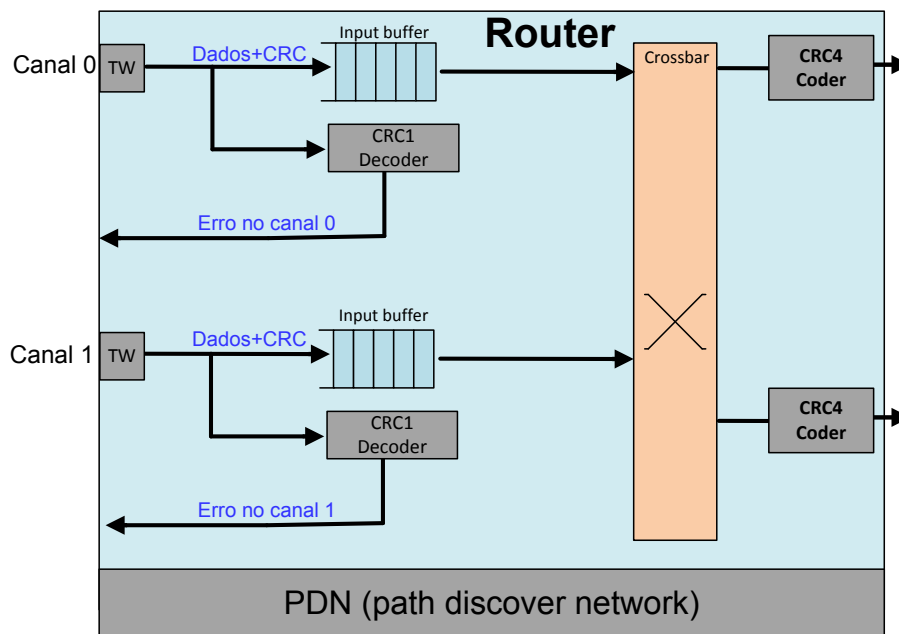 Router
Canal 0
TW
Dados+CRC
Input buffer
Crossbar
CRC4
Coder
CRC1
Decoder
Erro no canal 0
Canal 1
TW
Dados+CRC
Input buffer
CRC4
Coder
CRC1
Decoder
Erro no canal 1
PDN (path discover network)